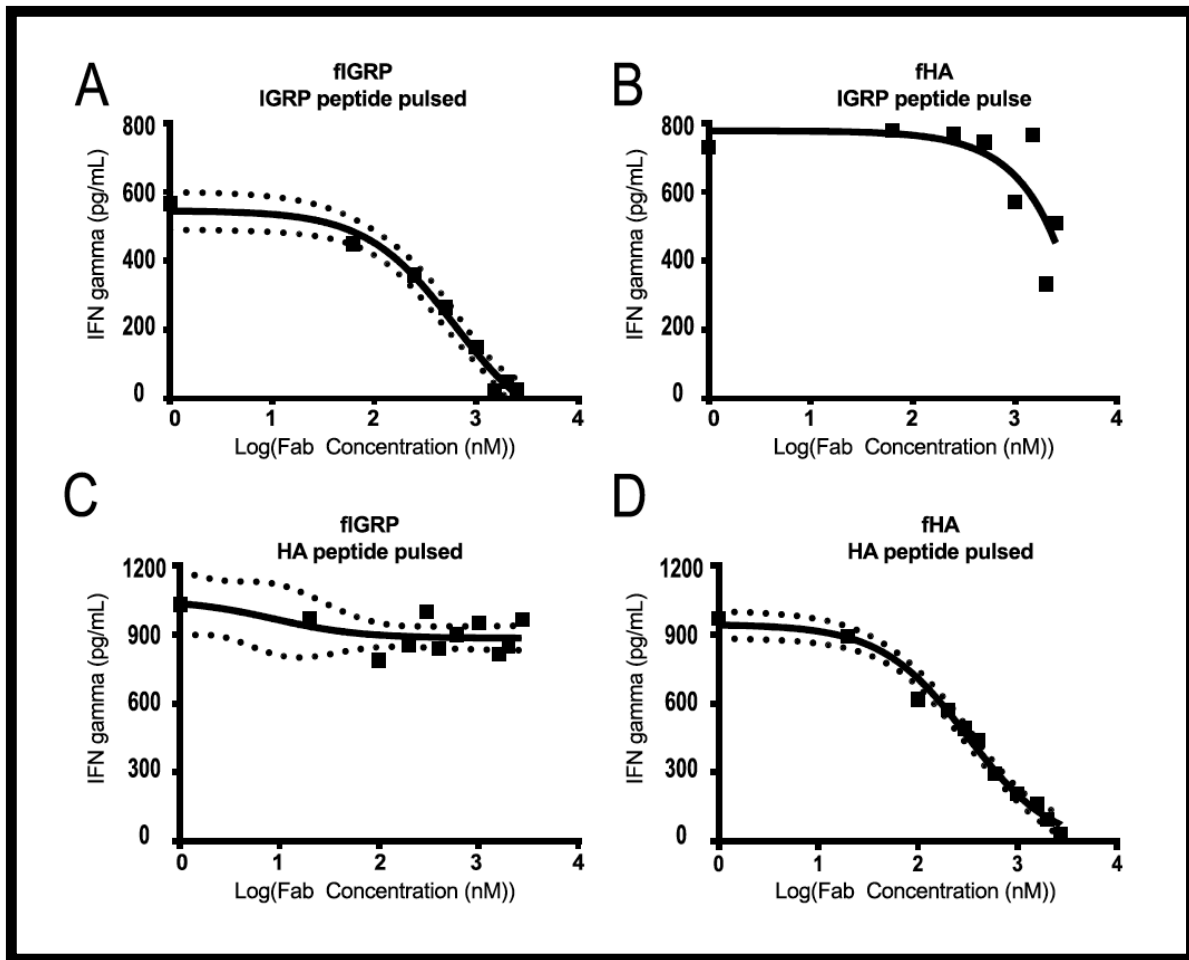 A
fIGRP
IGRP peptide pulsed
800
600
400
200
0
IFN gamma (pg/mL)
0 1 2 3 4
Log(Fab Concentration (nM))
B
fHA
IGRP peptide pulse
800
600
400
200
0
IFN gamma (pg/mL)
0 1 2 3 4
Log(Fab Concentration (nM))
C
fIGRP
HA peptide pulsed
1200
900
600
300
0
IFN gamma (pg/mL)
0 1 2 3 4
Log(Fab Concentration (nM))
D
fHA
HA peptide pulsed
1200
900
600
300
0
IFN gamma (pg/mL)
0 1 2 3 4
Log(Fab Concentration (nM))